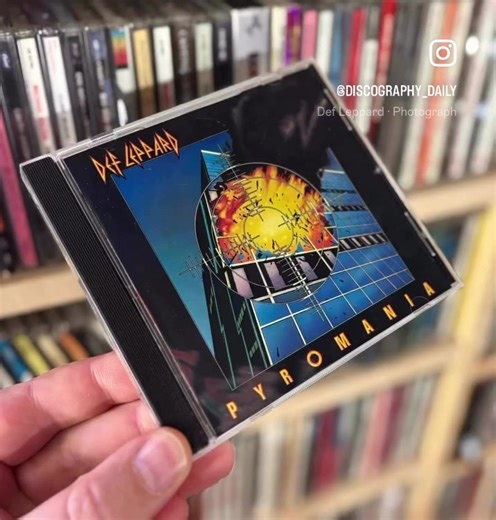 @DISCOGRAPHY_DAILY
Def Leppard · Photograph
DEF LEPPARD
PYROMANIA